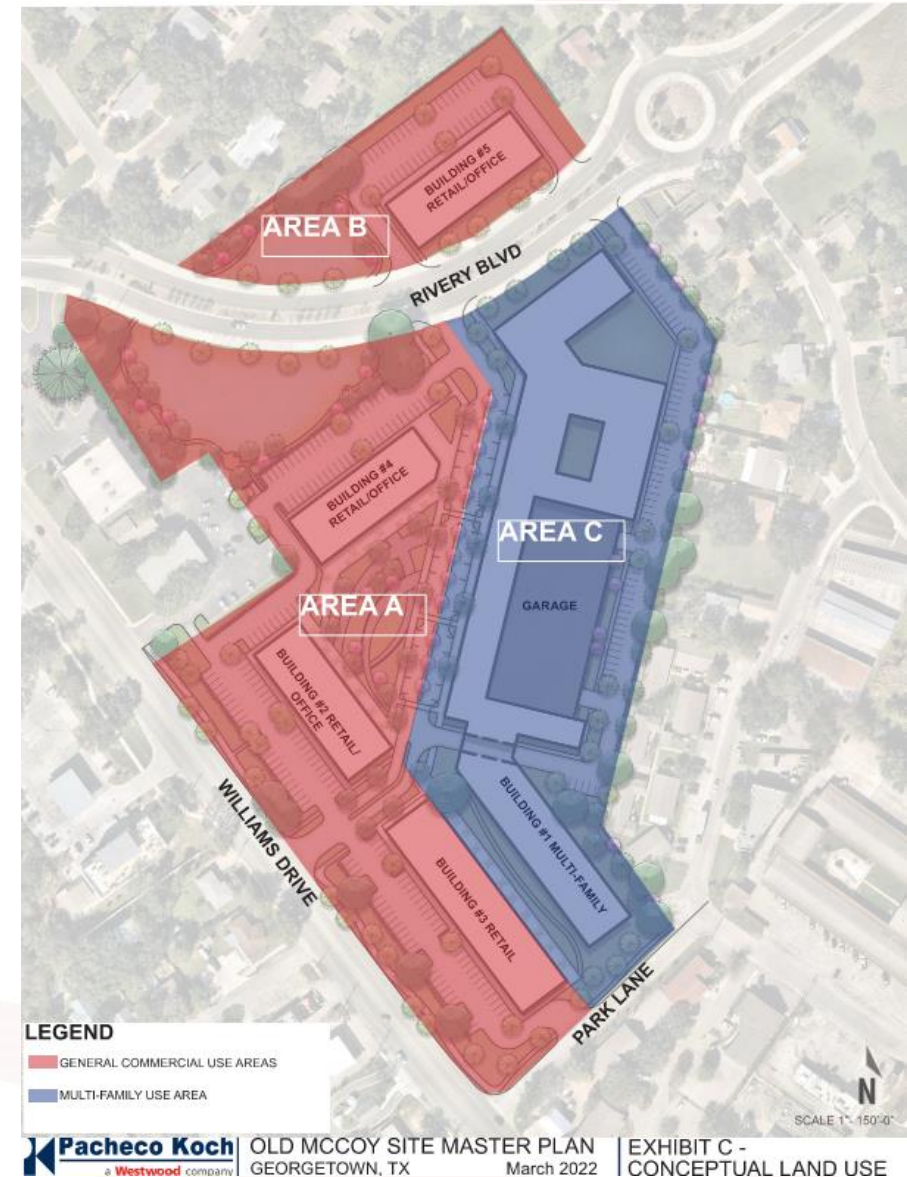 BUILDING #5
RETAIL/OFFICE
AREA B
RIVERY BLVD
BUILDING #4
RETAIL/OFFICE
AREA C
AREA A
GARAGE
BUILDING #2 RETAIL/
OFFICE
WILLIAMS DRIVE
BUILDING #1 MULTI-FAMILY
BUILDING #3 RETAIL
PARK LANE
LEGEND
GENERAL COMMERCIAL USE AREAS
MULTI-FAMILY USE AREA
N
SCALE 1"- 150'-0"
Pacheco Koch
a Westwood company
OLD MCCOY SITE MASTER PLAN
GEORGETOWN, TX March 2022
EXHIBIT C -
CONCEPTUAL LAND USE